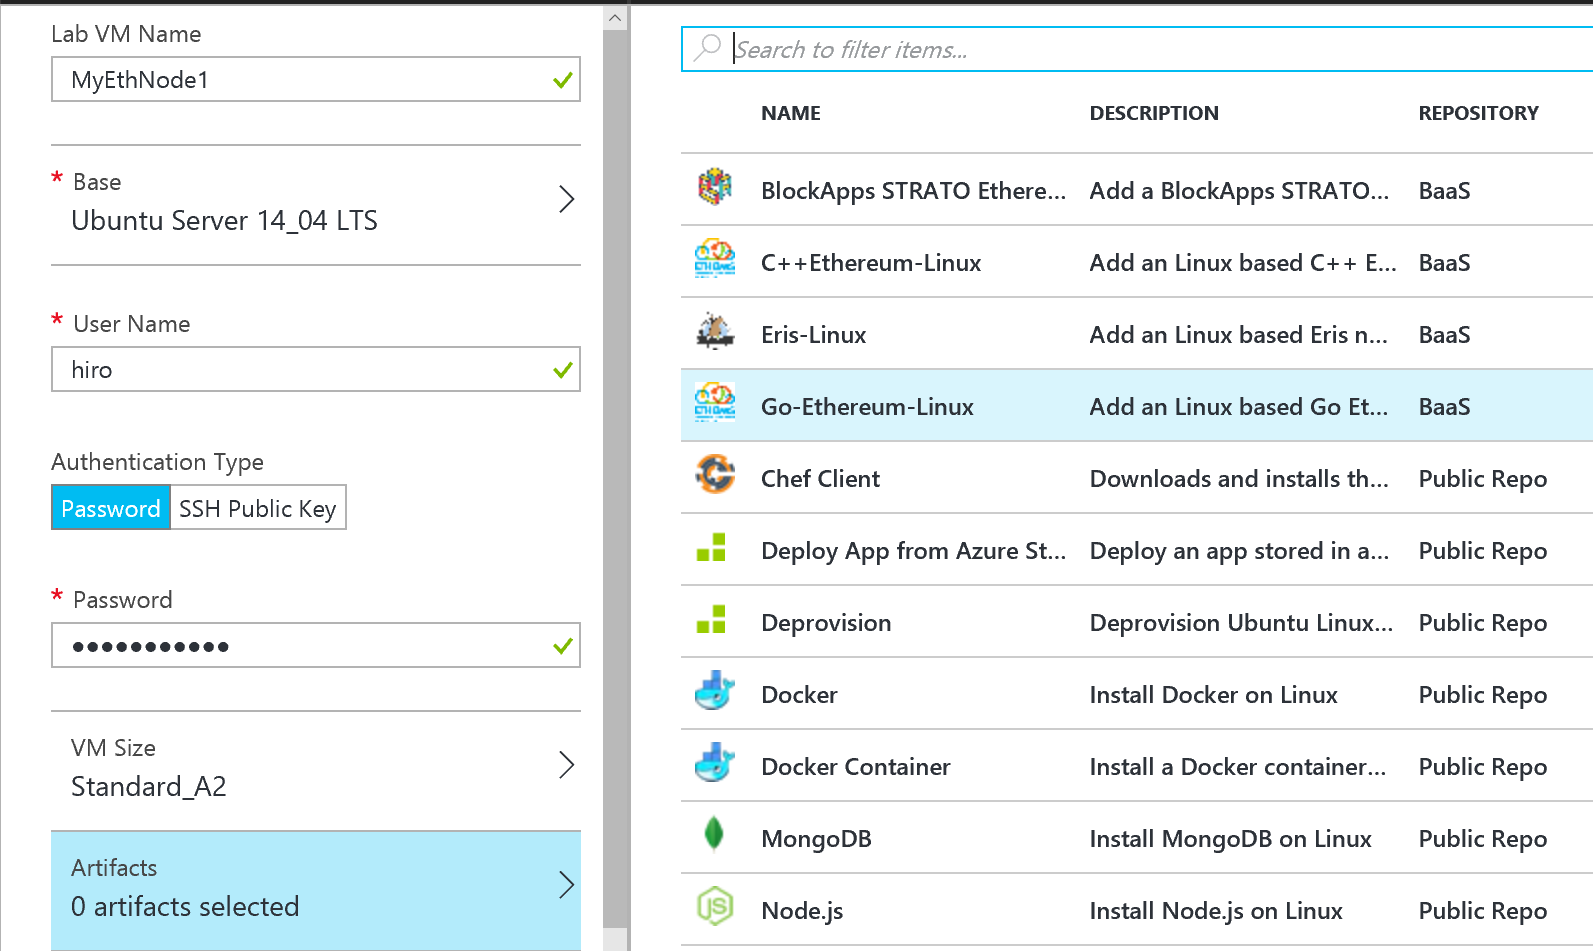 Lab VM Name
MyEthNode1
* Base
Ubuntu Server 14_04 LTS
* User Name
hiro
Authentication Type
Password SSH Public Key
* Password
●●●●●●●●●●●
VM Size
Standard_A2
Artifacts
0 artifacts selected
Search to filter items...
NAME DESCRIPTION REPOSITORY
BlockApps STRATO Ethere... Add a BlockApps STRATO... BaaS
C++Ethereum-Linux Add an Linux based C++ E... BaaS
Eris-Linux Add an Linux based Eris n... BaaS
Go-Ethereum-Linux Add an Linux based Go Et... BaaS
Chef Client Downloads and installs th... Public Repo
Deploy App from Azure St... Deploy an app stored in a... Public Repo
Deprovision Deprovision Ubuntu Linux... Public Repo
Docker Install Docker on Linux Public Repo
Docker Container Install a Docker container... Public Repo
MongoDB Install MongoDB on Linux Public Repo
Node.js Install Node.js on Linux Public Repo